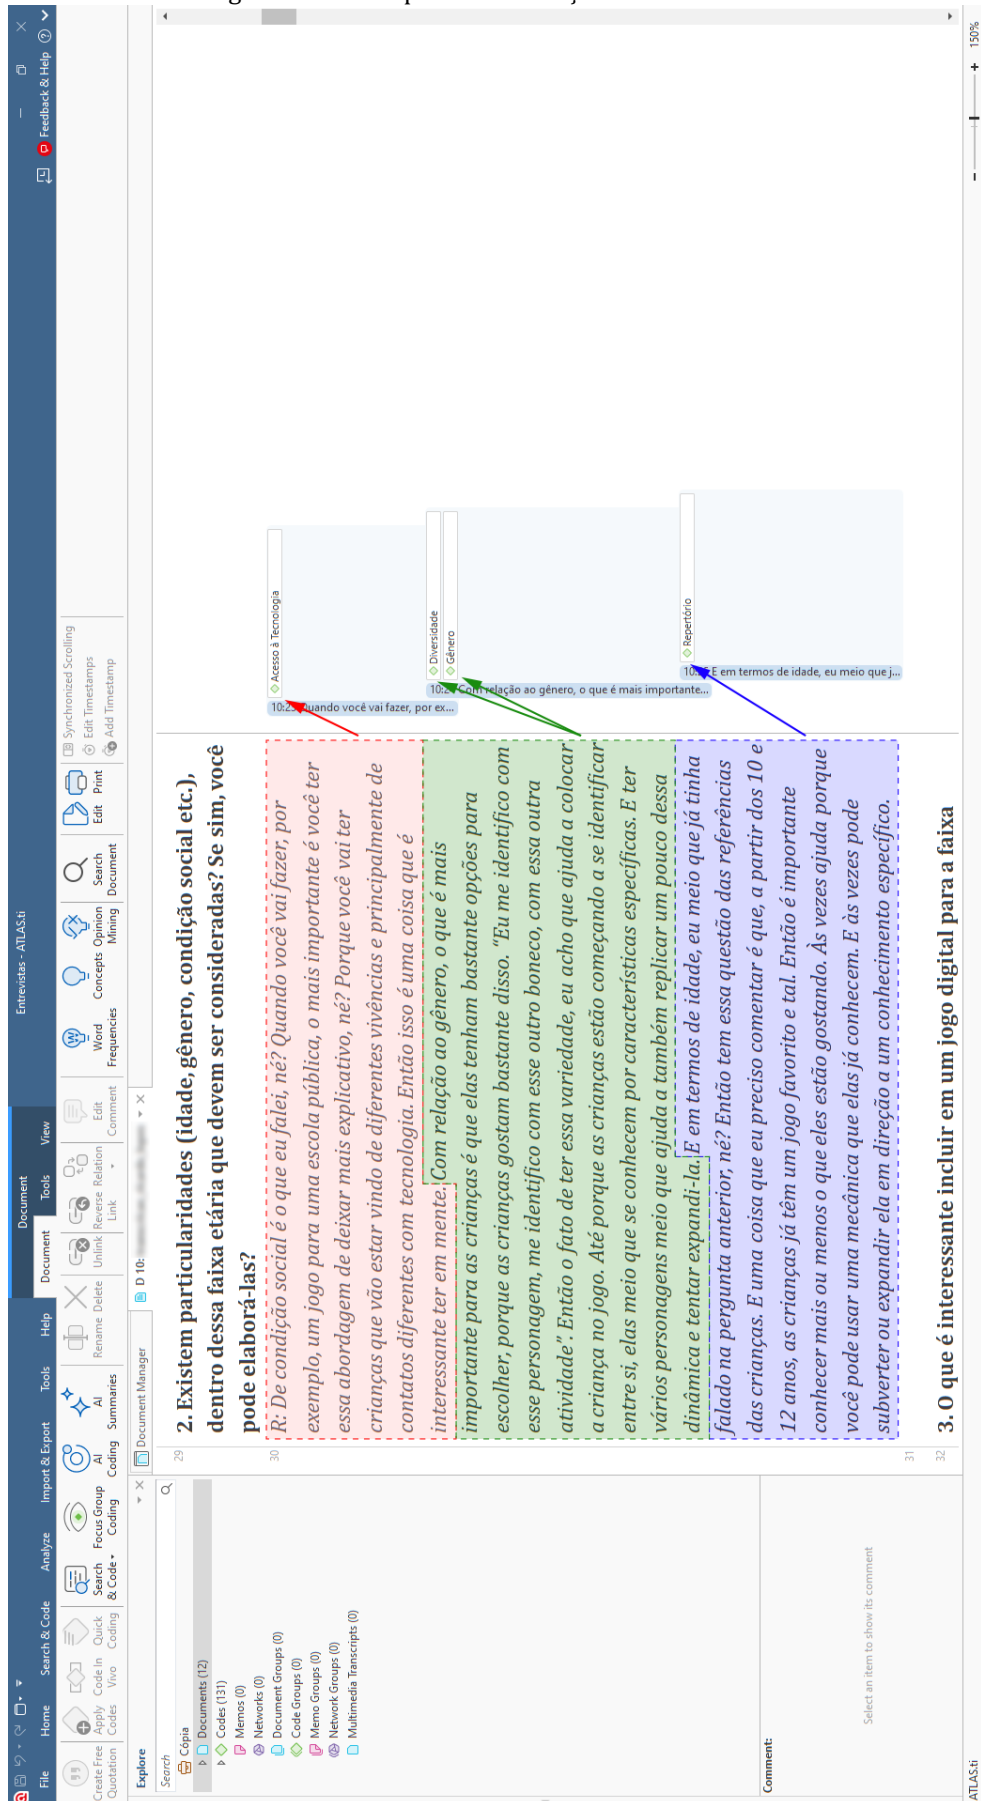 Entrevistas - ATLAS.ti
Document
Feedback & Help
File
Home
Search & Code
Analyze
Import & Export
Tools
Help
Document
Tools
View
Create Free Quotation
Apply Codes
Code In Vivo
Quick Coding
Search & Code
Focus Group Coding
AI Coding
AI Summaries
Rename
Delete
Unlink
Reverse Link
Relation
Edit Comment
Word Frequencies
Concepts
Opinion Mining
Search Document
Edit
Print
Synchronized Scrolling
Edit Timestamps
Add Timestamp
Explore
Search
Cópia
Documents (12)
Codes (131)
Memos (0)
Networks (0)
Document Groups (0)
Code Groups (0)
Memo Groups (0)
Network Groups (0)
Multimedia Transcripts (0)
Comment:
Select an item to show its comment
Document Manager
D 10:
29
2. Existem particularidades (idade, gênero, condição social etc.),
dentro dessa faixa etária que devem ser consideradas? Se sim, você
pode elaborá-las?
30
R: De condição social é o que eu falei, né? Quando você vai fazer, por
exemplo, um jogo para uma escola pública, o mais importante é você ter
essa abordagem de deixar mais explicativo, né? Porque você vai ter
crianças que vão estar vindo de diferentes vivências e principalmente de
contatos diferentes com tecnologia. Então isso é uma coisa que é
interessante ter em mente. Com relação ao gênero, o que é mais
importante para as crianças é que elas tenham bastante opções para
escolher, porque as crianças gostam bastante disso. “Eu me identifico com
esse personagem, me identifico com esse outro boneco, com essa outra
atividade”. Então o fato de ter essa variedade, eu acho que ajuda a colocar
a criança no jogo. Até porque as crianças estão começando a se identificar
entre si, elas meio que se conhecem por características específicas. E ter
vários personagens meio que ajuda a também replicar um pouco dessa
dinâmica e tentar expandi-la. E em termos de idade, eu meio que já tinha
falado na pergunta anterior, né? Então tem essa questão das referências
das crianças. E uma coisa que eu preciso comentar é que, a partir dos 10 e
12 anos, as crianças já têm um jogo favorito e tal. Então é importante
conhecer mais ou menos o que eles estão gostando. Às vezes ajuda porque
você pode usar uma mecânica que elas já conhecem. E às vezes pode
subverter ou expandir ela em direção a um conhecimento específico.
31
32
3. O que é interessante incluir em um jogo digital para a faixa
Quando você vai fazer, por ex...
Acesso à Tecnologia
Com relação ao gênero, o que é mais importante...
Diversidade
Gênero
E em termos de idade, eu meio que j...
Repertório
ATLAS.ti
150%